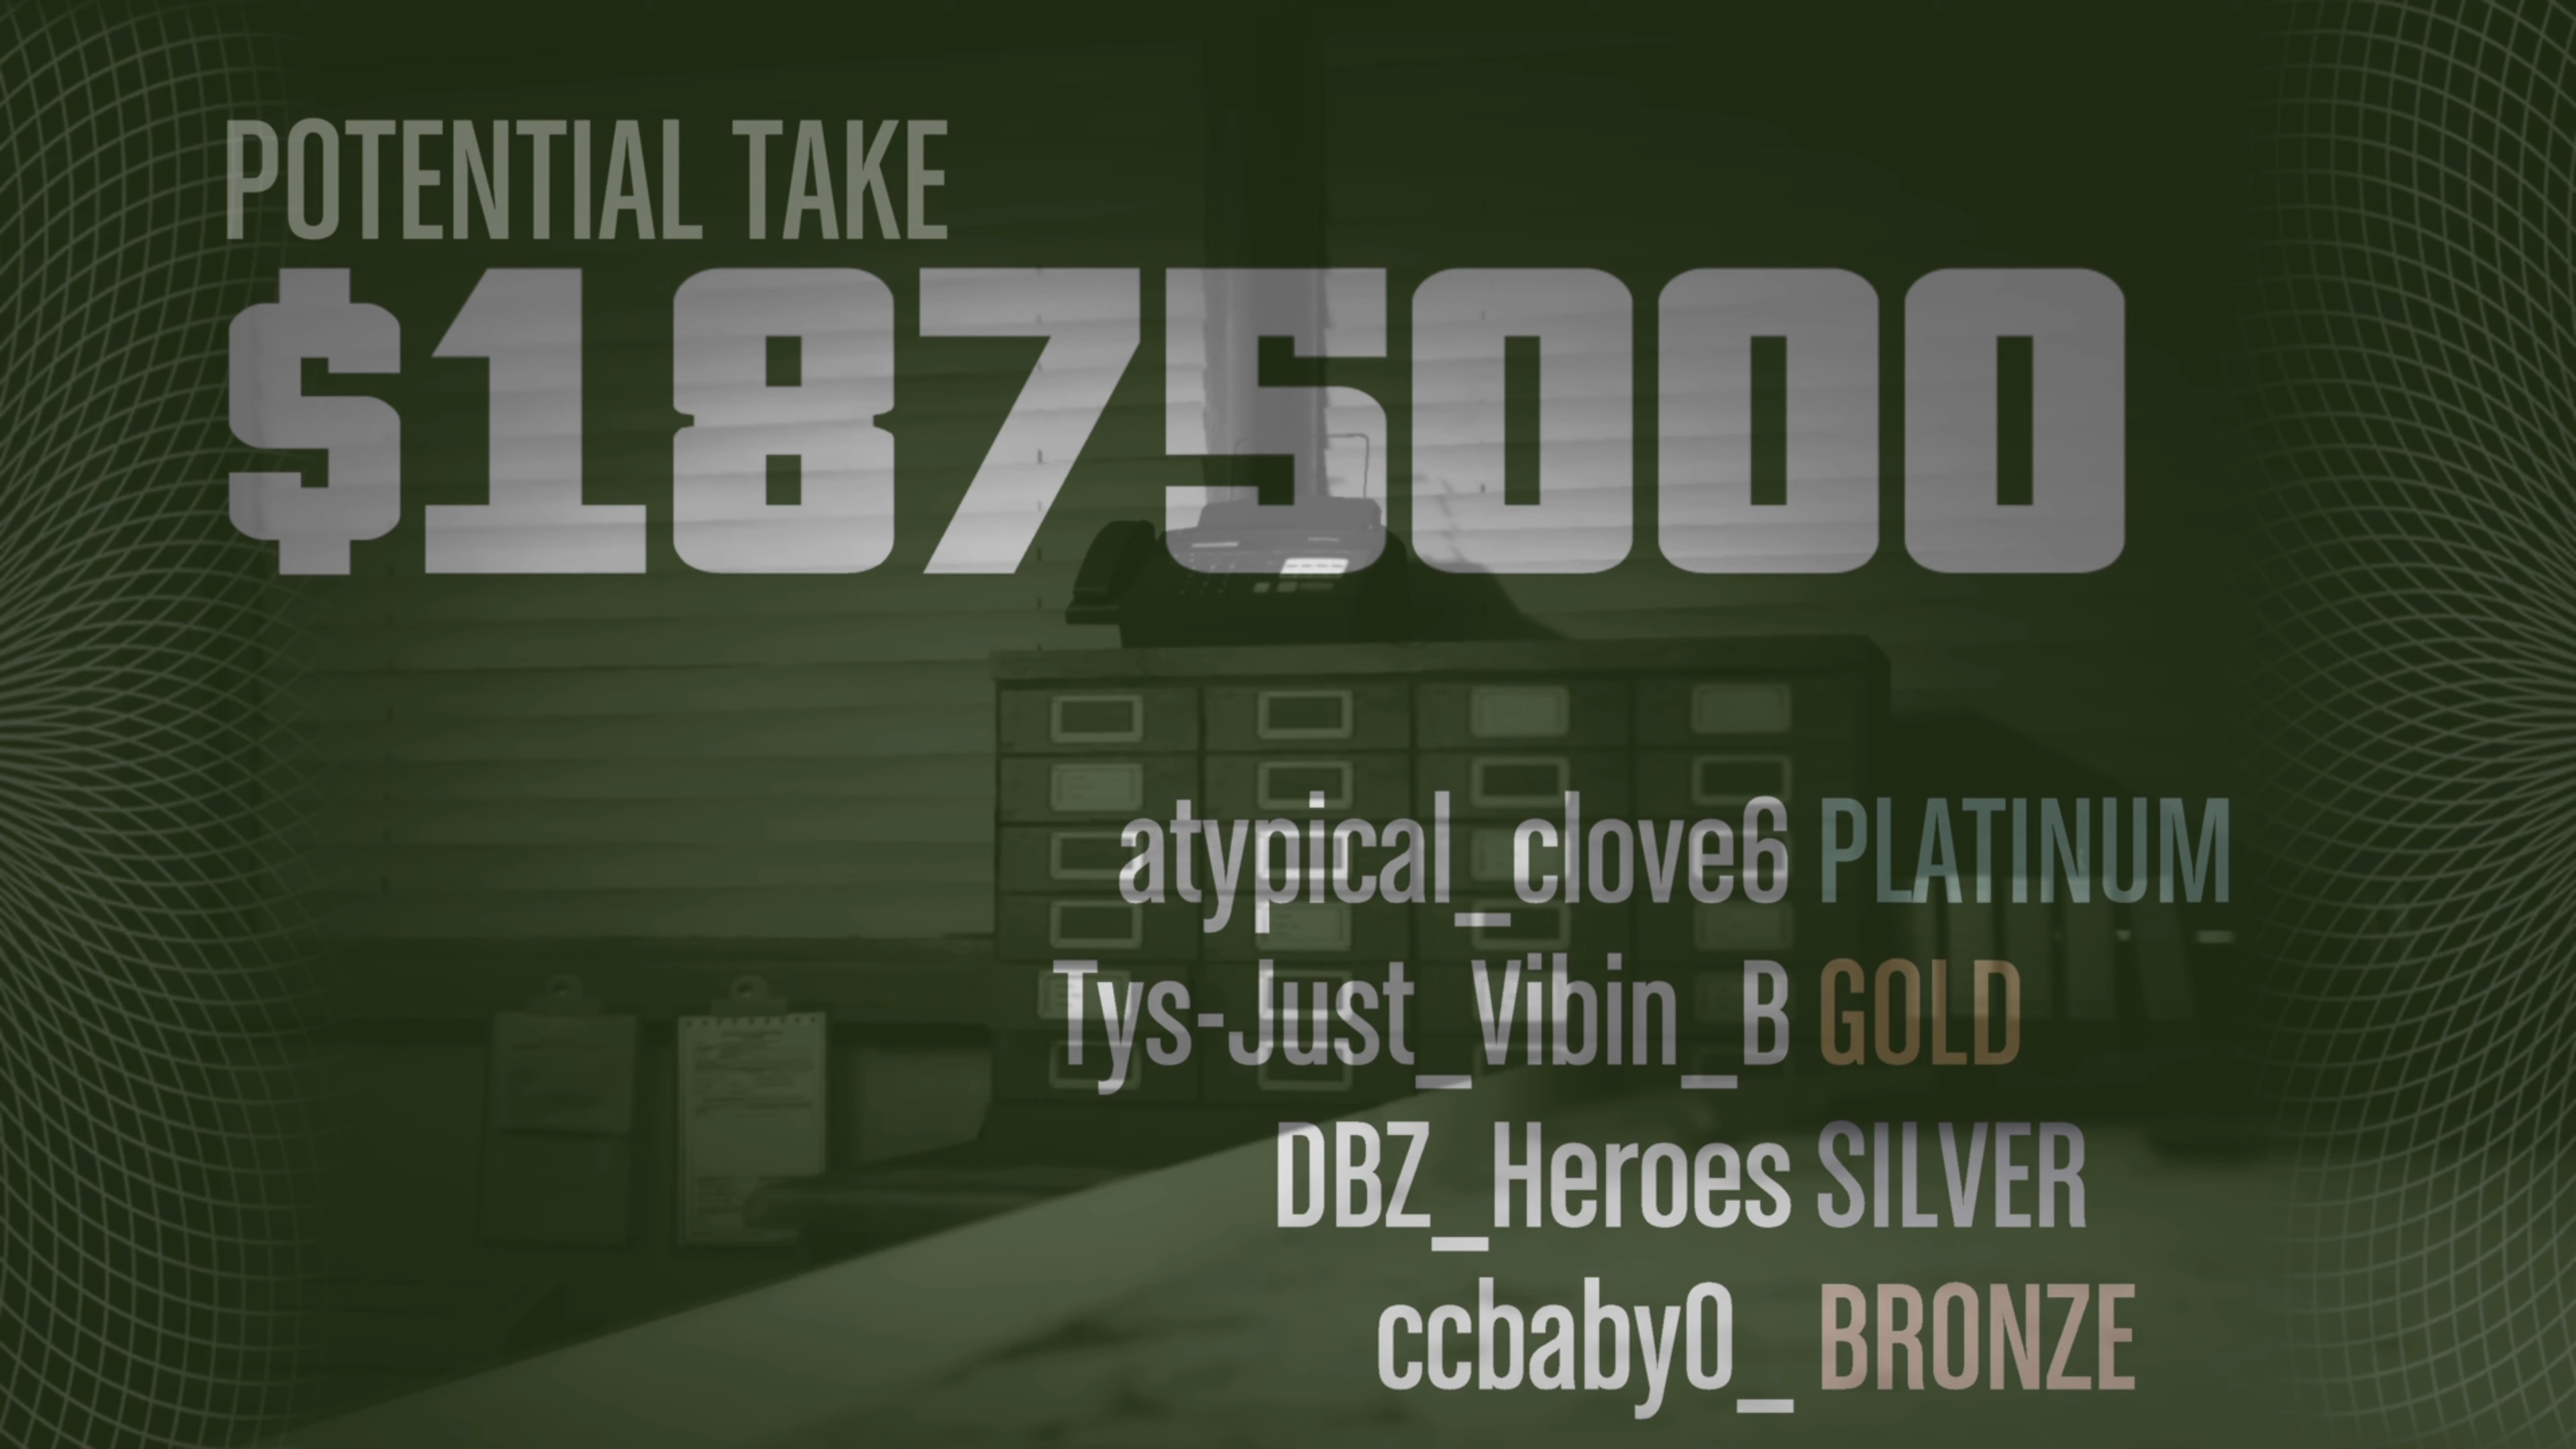 POTENTIAL TAKE
$1875000
atypical_clove6 PLATINUM
Tys-Just_Vibin_B GOLD
DBZ_Heroes SILVER
ccbaby0_ BRONZE